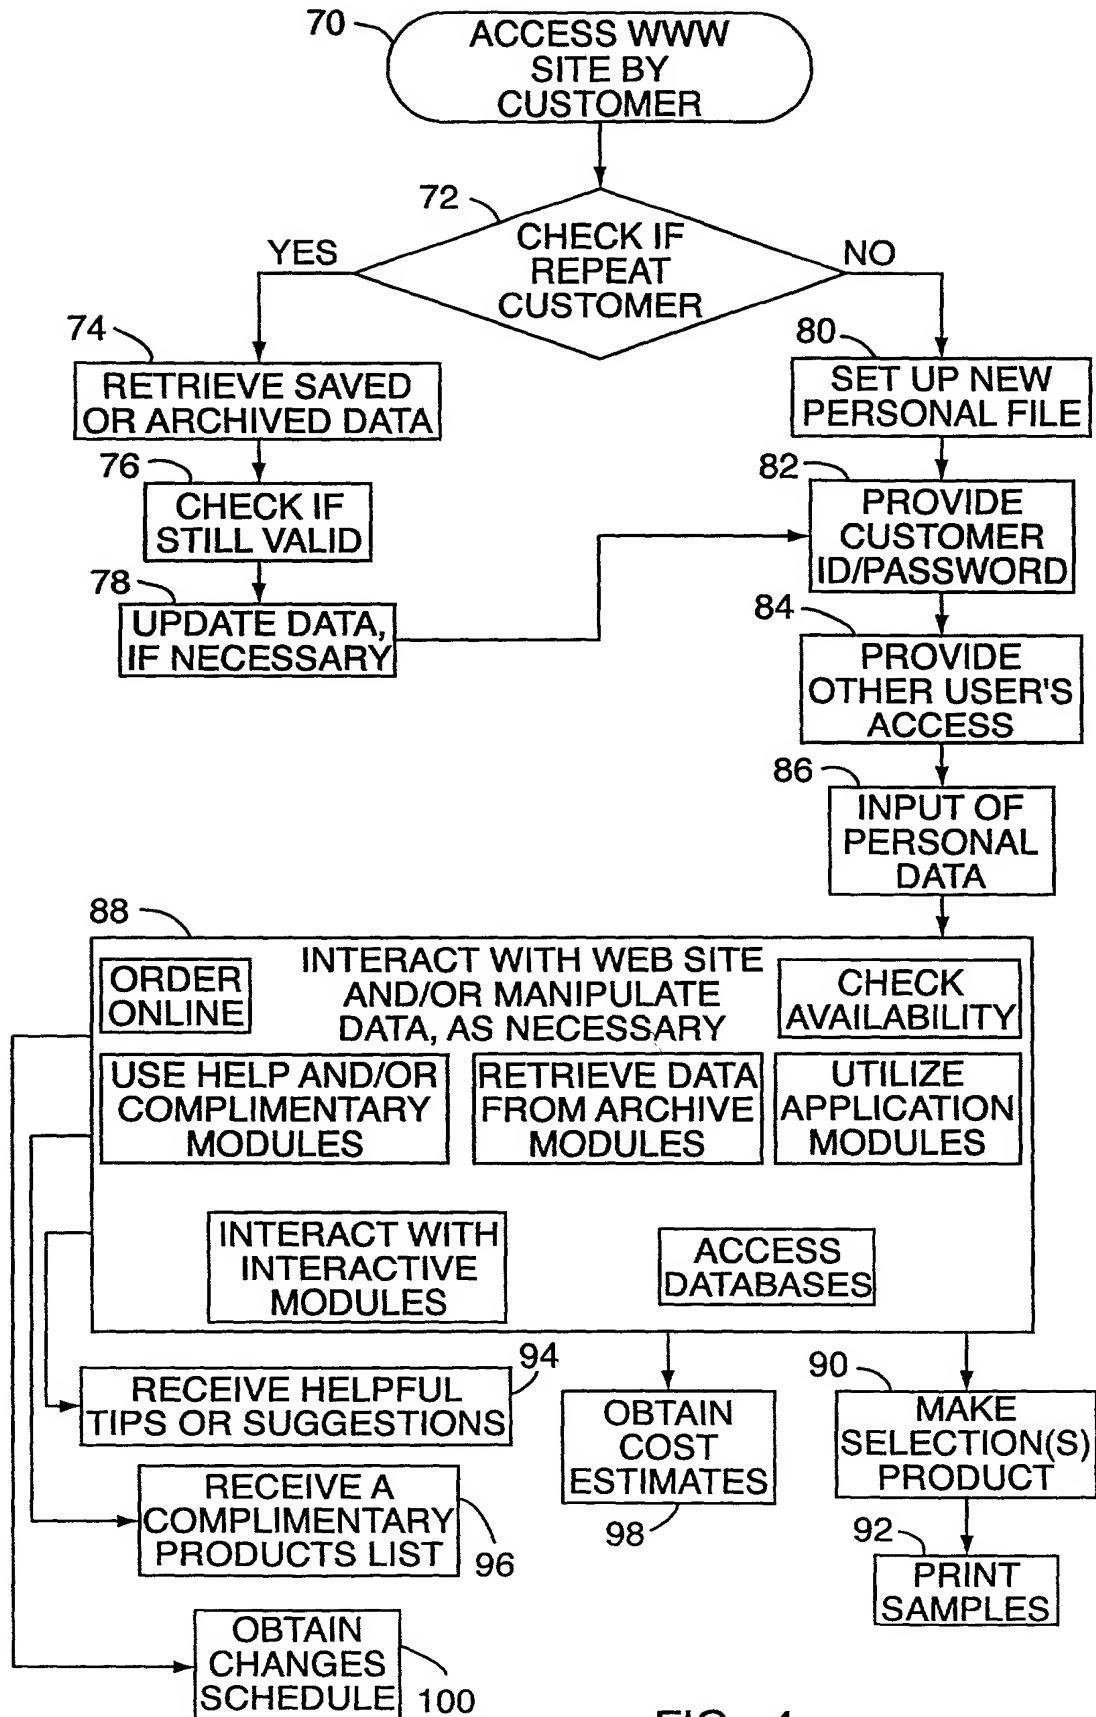 70
ACCESS WWW
SITE BY
CUSTOMER
72
CHECK IF
REPEAT
CUSTOMER
YES
NO
74
RETRIEVE SAVED
OR ARCHIVED DATA
76
CHECK IF
STILL VALID
78
UPDATE DATA,
IF NECESSARY
80
SET UP NEW
PERSONAL FILE
82
PROVIDE
CUSTOMER
ID/PASSWORD
84
PROVIDE
OTHER USER'S
ACCESS
86
INPUT OF
PERSONAL
DATA
88
ORDER
ONLINE
INTERACT WITH WEB SITE
AND/OR MANIPULATE
DATA, AS NECESSARY
CHECK
AVAILABILITY
USE HELP AND/OR
COMPLIMENTARY
MODULES
RETRIEVE DATA
FROM ARCHIVE
MODULES
UTILIZE
APPLICATION
MODULES
INTERACT WITH
INTERACTIVE
MODULES
ACCESS
DATABASES
94
RECEIVE HELPFUL
TIPS OR SUGGESTIONS
RECEIVE A
COMPLIMENTARY
PRODUCTS LIST
96
OBTAIN
COST
ESTIMATES
98
90
MAKE
SELECTION(S)
PRODUCT
92
PRINT
SAMPLES
OBTAIN
CHANGES
SCHEDULE
100